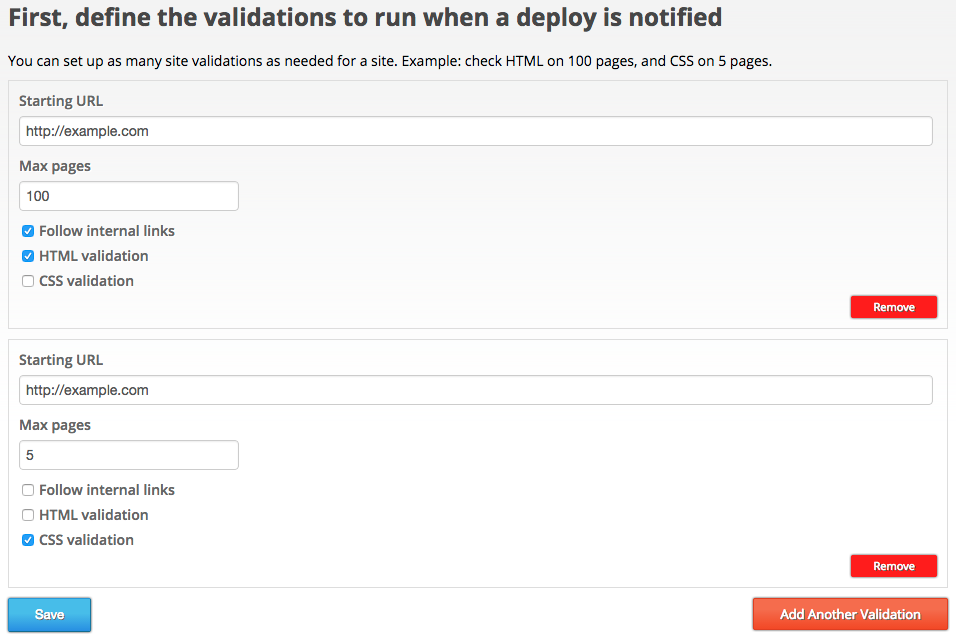 First, define the validations to run when a deploy is notified
You can set up as many site validations as needed for a site. Example: check HTML on 100 pages, and CSS on 5 pages.
Starting URL
http://example.com
Max pages
100
Follow internal links
HTML validation
CSS validation
Remove
Starting URL
http://example.com
Max pages
5
Follow internal links
HTML validation
CSS validation
Remove
Save
Add Another Validation